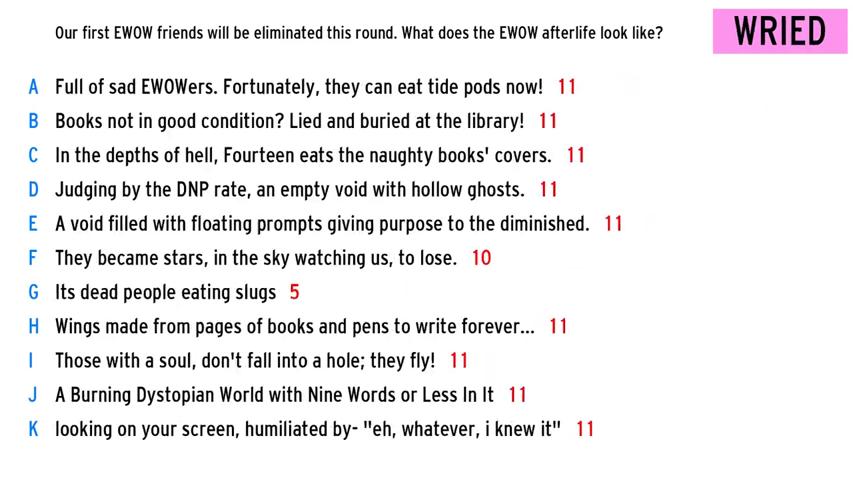 Our first EWOW friends will be eliminated this round. What does the EWOW afterlife look like?
WRIED
A Full of sad EWOWers. Fortunately, they can eat tide pods now! 11
B Books not in good condition? Lied and buried at the library! 11
C In the depths of hell, Fourteen eats the naughty books' covers. 11
D Judging by the DNP rate, an empty void with hollow ghosts. 11
E A void filled with floating prompts giving purpose to the diminished. 11
F They became stars, in the sky watching us, to lose. 10
G Its dead people eating slugs 5
H Wings made from pages of books and pens to write forever... 11
I Those with a soul, don't fall into a hole; they fly! 11
J A Burning Dystopian World with Nine Words or Less In It 11
K looking on your screen, humiliated by- "eh, whatever, i knew it" 11